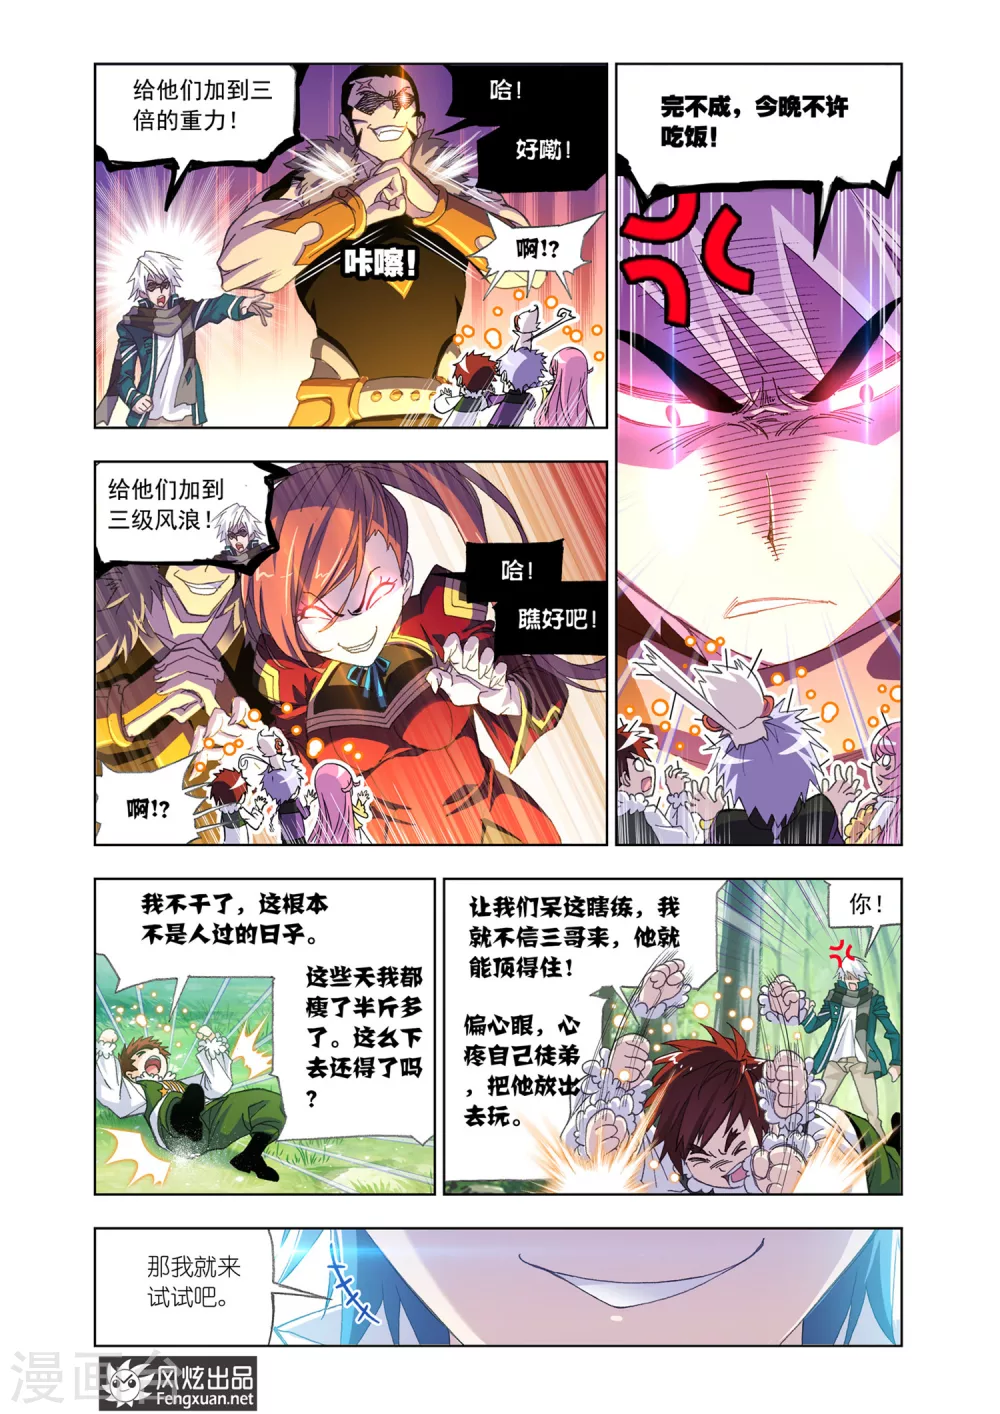 给他们加到三
倍的重力！
哈！
好嘞！
咔嚓！
啊!?
完不成，今晚不许
吃饭！
给他们加到
三级风浪！
哈！
瞧好吧！
啊!?
我不干了，这根本
不是人过的日子。
这些天我都
瘦了半斤多
了。这么下
去还得了吗
？
让我们呆这瞎练，我
就不信三哥来，他就
能顶得住！
偏心眼，心
疼自己徒弟
，把他放出
去玩。
你！
那我就来
试试吧。
漫画台
风炫出品
Fengxuan.net